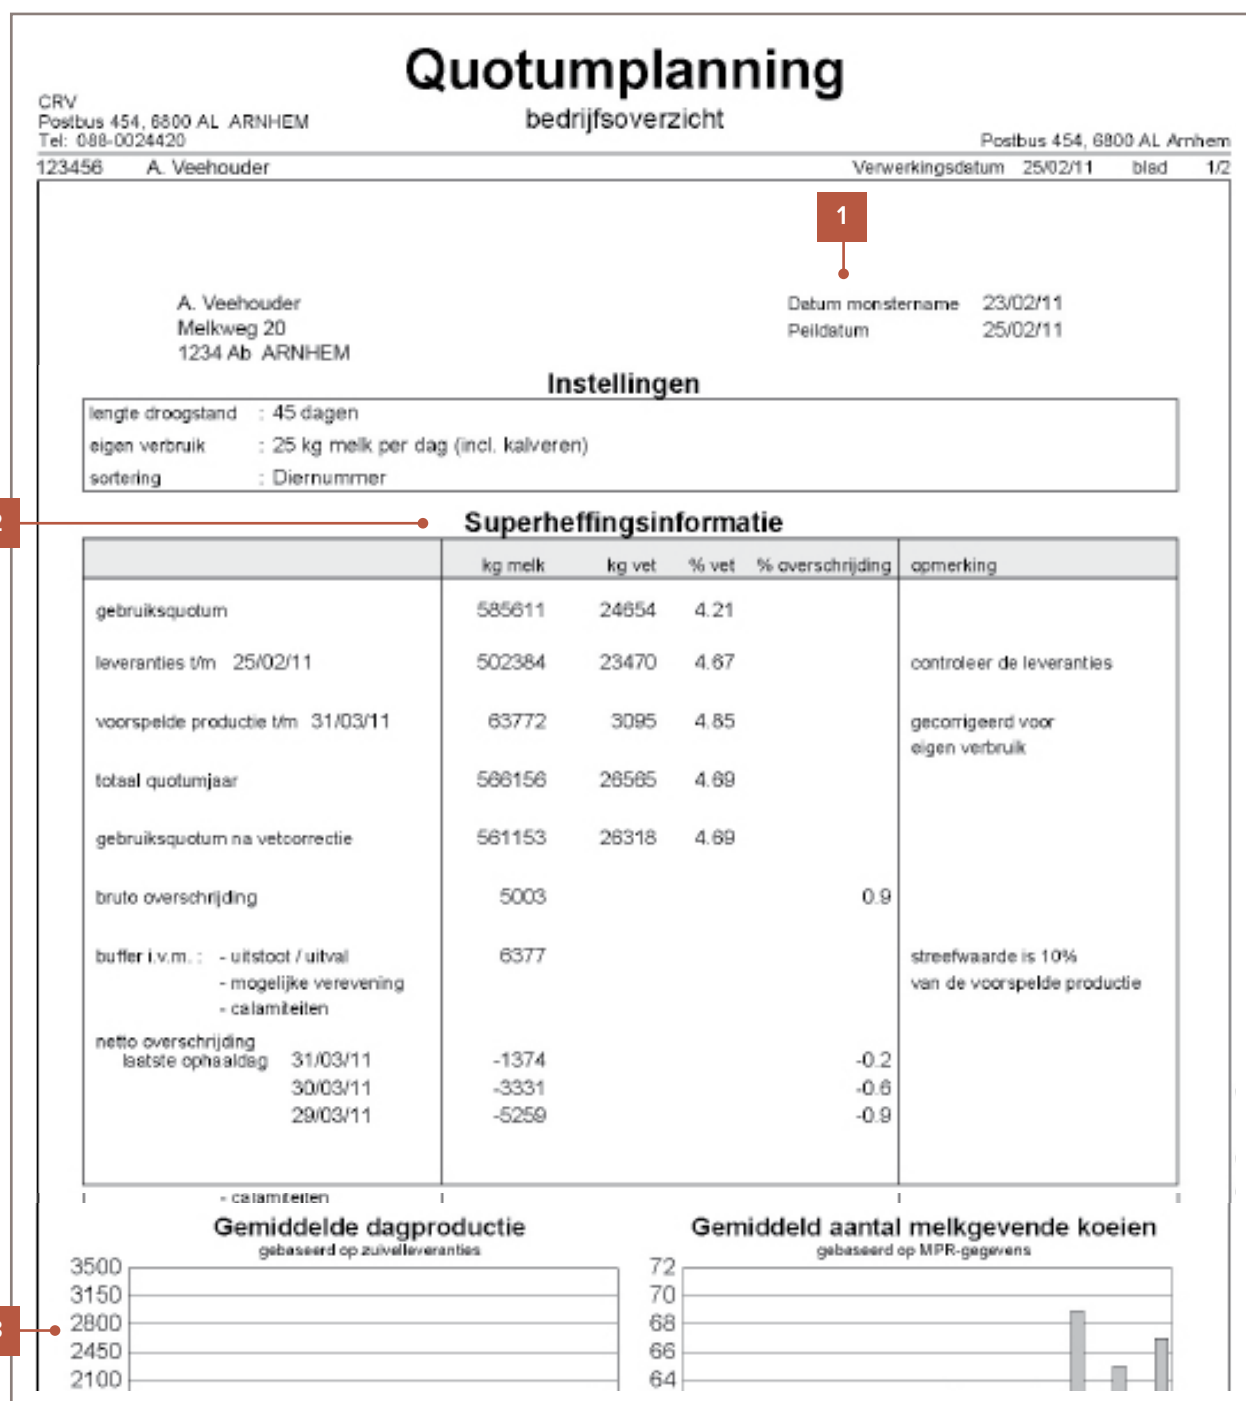 Quotumplanning
bedrijfsoverzicht
CRV
Postbus 454, 6800 AL ARNHEM
Tel: 088-0024420
Postbus 454, 6800 AL Arnhem
123456 A. Veehouder Verwerkingsdatum 25/02/11 blad 1/2
1
A. Veehouder
Melkweg 20
1234 Ab ARNHEM
Datum monstername 23/02/11
Peildatum 25/02/11
Instellingen
lengte droogstand : 45 dagen
eigen verbruik : 25 kg melk per dag (incl. kalveren)
sortering : Diernummer
2
Superheffingsinformatie
kg melk kg vet % vet % overschrijding opmerking
gebruiksquotum 585611 24654 4.21
leveranties t/m 25/02/11 502384 23470 4.67 controleer de leveranties
voorspelde productie t/m 31/03/11 63772 3095 4.85 gecorrigeerd voor
eigen verbruik
totaal quotumjaar 566156 26565 4.69
gebruiksquotum na vetcorrectie 561153 26318 4.69
bruto overschrijding 5003 0.9
buffer i.v.m. : - uitstoot / uitval 6377 streefwaarde is 10%
- mogelijke verevening van de voorspelde productie
- calamiteiten
netto overschrijding
laatste ophaaldag 31/03/11 -1374 -0.2
30/03/11 -3331 -0.6
29/03/11 -5259 -0.9
- calamiteiten
Gemiddelde dagproductie
gebaseerd op zuivelleveranties
3500
3150
2800
2450
2100
3
Gemiddeld aantal melkgevende koeien
gebaseerd op MPR-gegevens
72
70
68
66
64